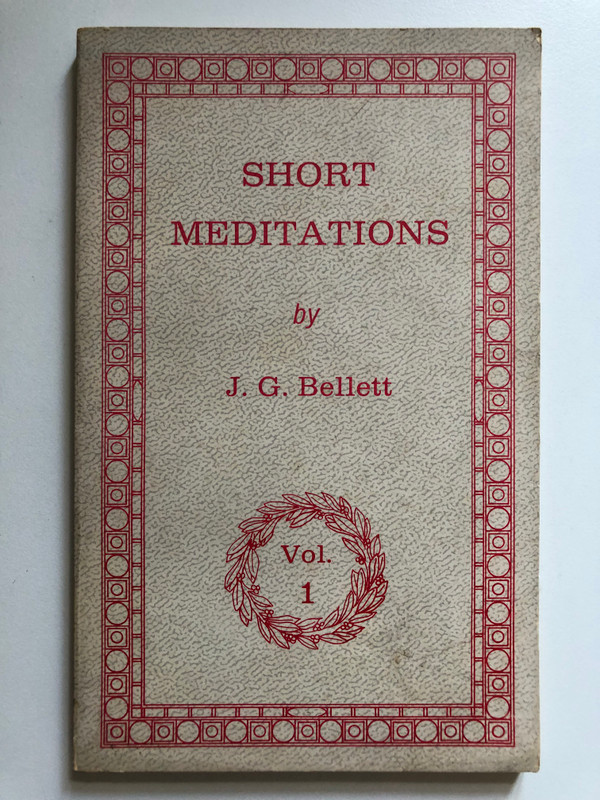 SHORT
MEDITATIONS
by
J. G. Bellett
Vol.
1